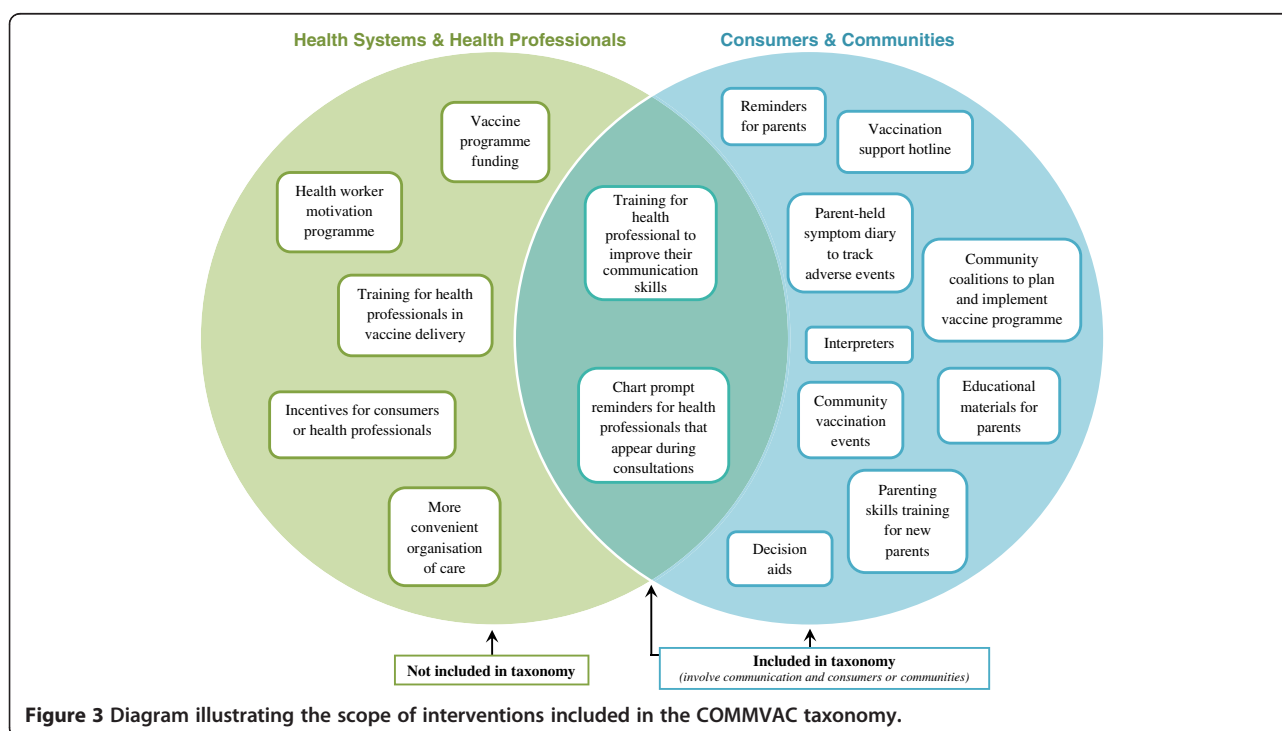 Health Systems & Health Professionals
Consumers & Communities
Vaccine
programme
funding
Health worker
motivation
programme
Training for health
professionals in
vaccine delivery
Incentives for consumers
or health professionals
More
convenient
organisation
of care
Training for
health
professional to
improve their
communication
skills
Chart prompt
reminders for health
professionals that
appear during
consultations
Reminders
for parents
Vaccination
support hotline
Parent-held
symptom diary
to track
adverse events
Community
coalitions to plan
and implement
vaccine programme
Interpreters
Community
vaccination
events
Educational
materials for
parents
Parenting
skills training
for new
parents
Decision
aids
Not included in taxonomy
Included in taxonomy
(involve communication and consumers or communities)
Figure 3 Diagram illustrating the scope of interventions included in the COMMVAC taxonomy.